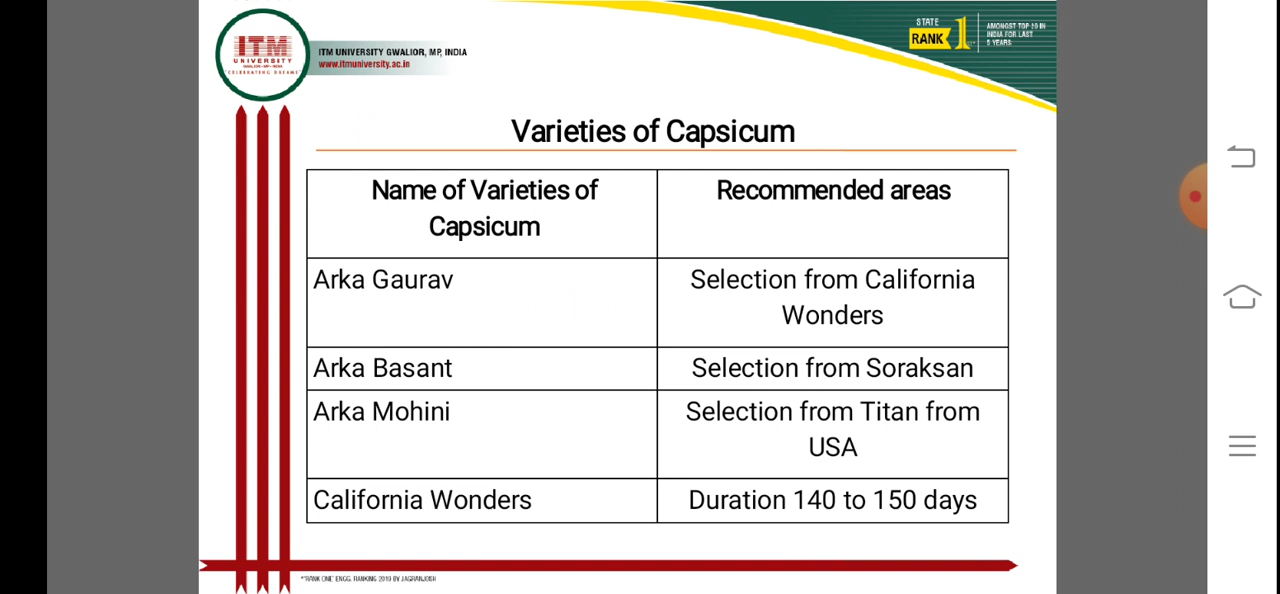 ITM
UNIVERSITY
GWALIOR • MP • INDIA
"CELEBRATING DREAMS"
ITM UNIVERSITY GWALIOR, MP, INDIA
www.itmuniversity.ac.in
STATE
RANK 1
AMONGST TOP 10 IN
INDIA FOR LAST
5 YEARS
Varieties of Capsicum
Name of Varieties of
Capsicum
Recommended areas
Arka Gaurav
Selection from California
Wonders
Arka Basant
Selection from Soraksan
Arka Mohini
Selection from Titan from
USA
California Wonders
Duration 140 to 150 days
*"RANK ONE" ENGG. RANKING 2019 BY JAGRANJOSH